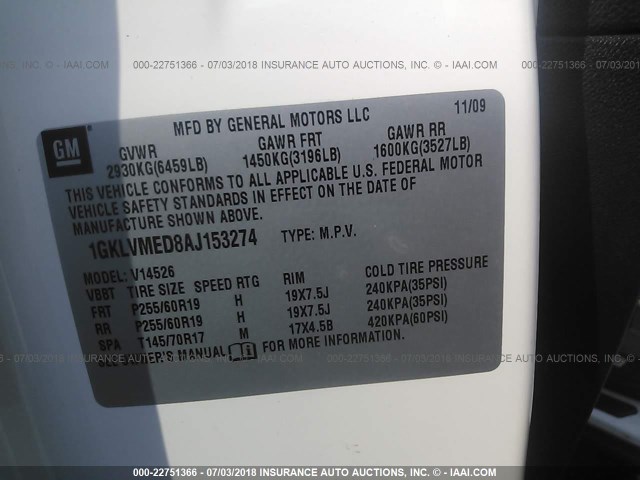 000-22751366 - 07/03/2018 - INSURANCE AUTO AUCTIONS, INC. - IAAI.COM
GM
MFD BY GENERAL MOTORS LLC 11/09
GVWR GAWR FRT GAWR RR
2930KG(6459LB) 1450KG(3196LB) 1600KG(3527LB)
THIS VEHICLE CONFORMS TO ALL APPLICABLE U.S. FEDERAL MOTOR
VEHICLE SAFETY STANDARDS IN EFFECT ON THE DATE OF
MANUFACTURE SHOWN ABOVE.
1GKLVMED8AJ153274 TYPE: M.P.V.
MODEL: V14526
VBBT TIRE SIZE SPEED RTG RIM COLD TIRE PRESSURE
FRT P255/60R19 H 19X7.5J 240KPA(35PSI)
RR P255/60R19 H 19X7.5J 240KPA(35PSI)
SPA T145/70R17 M 17X4.5B 420KPA(60PSI)
SEE OWNER'S MANUAL FOR MORE INFORMATION.
000-22751366 - 07/03/2018 - INSURANCE AUTO AUCTIONS, INC. - IAAI.COM